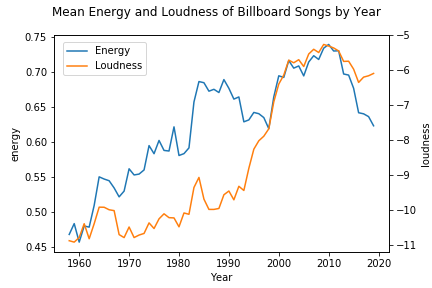 Mean Energy and Loudness of Billboard Songs by Year
Energy
Loudness
energy
0.75
0.70
0.65
0.60
0.55
0.50
0.45
−5
−6
−7
−8
−9
−10
−11
loudness
1960 1970 1980 1990 2000 2010 2020
Year